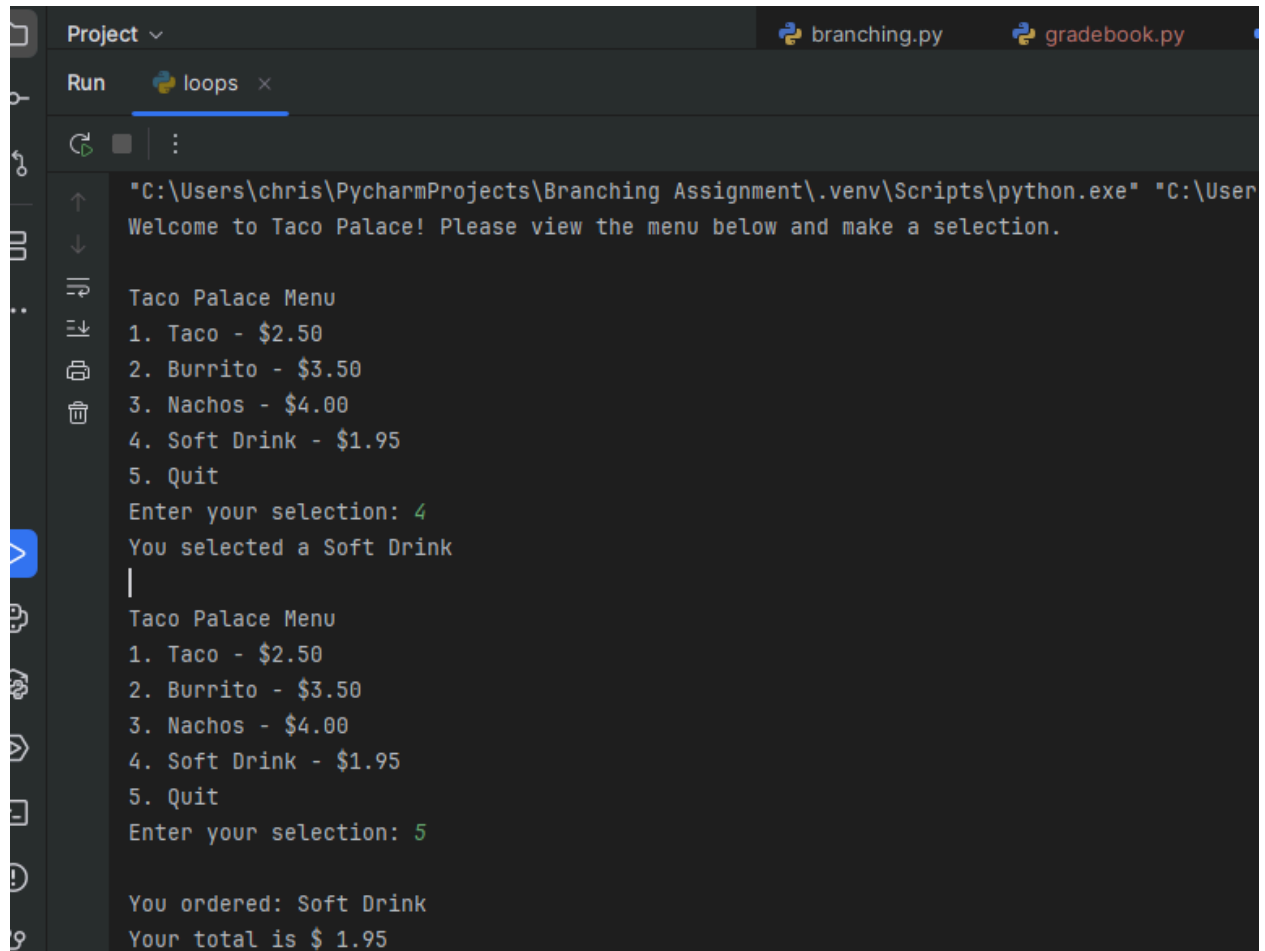 Project
branching.py
gradebook.py
Run
loops
"C:\Users\chris\PycharmProjects\Branching Assignment\.venv\Scripts\python.exe" "C:\User
Welcome to Taco Palace! Please view the menu below and make a selection.
Taco Palace Menu
1. Taco - $2.50
2. Burrito - $3.50
3. Nachos - $4.00
4. Soft Drink - $1.95
5. Quit
Enter your selection: 4
You selected a Soft Drink
Taco Palace Menu
1. Taco - $2.50
2. Burrito - $3.50
3. Nachos - $4.00
4. Soft Drink - $1.95
5. Quit
Enter your selection: 5
You ordered: Soft Drink
Your total is $ 1.95